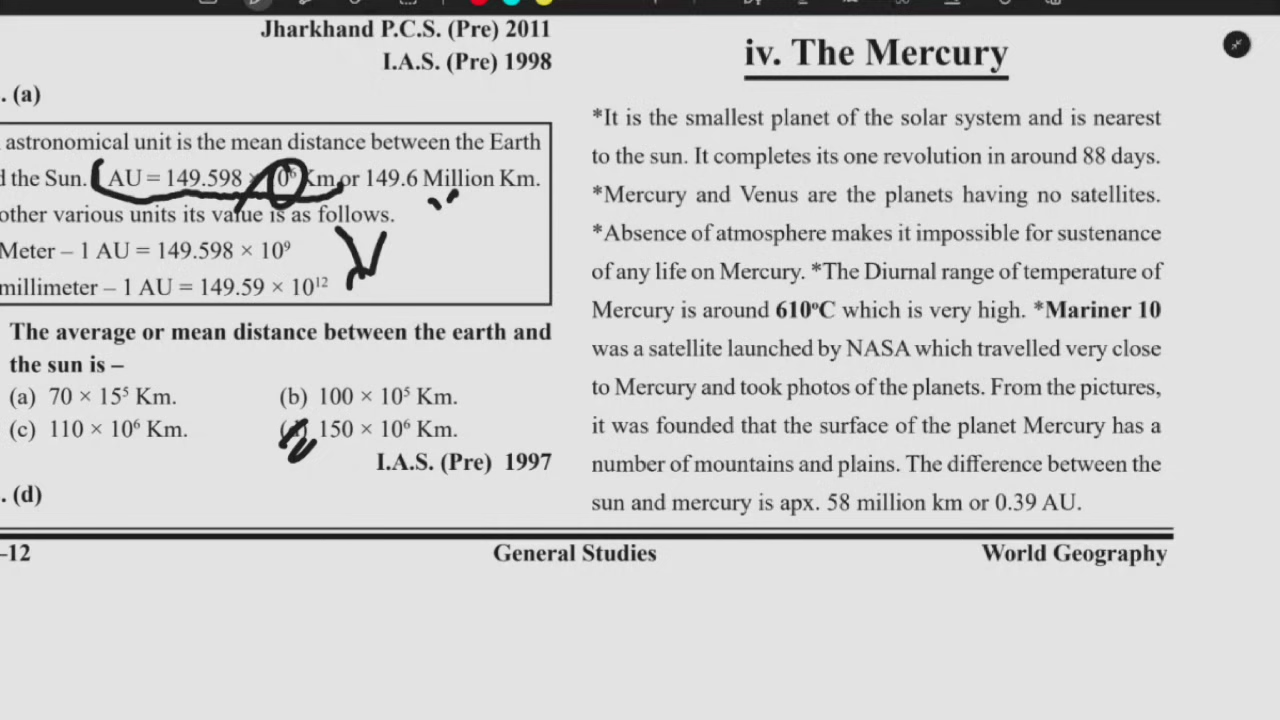 Jharkhand P.C.S. (Pre) 2011
I.A.S. (Pre) 1998
. (a)
astronomical unit is the mean distance between the Earth
the Sun. AU = 149.598 Km or 149.6 Million Km.
other various units its value is as follows.
Meter – 1 AU = 149.598 × 10⁹
millimeter – 1 AU = 149.59 × 10¹²
The average or mean distance between the earth and
the sun is –
(a) 70 × 15⁵ Km. (b) 100 × 10⁵ Km.
(c) 110 × 10⁶ Km. 150 × 10⁶ Km.
I.A.S. (Pre) 1997
. (d)
iv. The Mercury
*It is the smallest planet of the solar system and is nearest
to the sun. It completes its one revolution in around 88 days.
*Mercury and Venus are the planets having no satellites.
*Absence of atmosphere makes it impossible for sustenance
of any life on Mercury. *The Diurnal range of temperature of
Mercury is around 610°C which is very high. *Mariner 10
was a satellite launched by NASA which travelled very close
to Mercury and took photos of the planets. From the pictures,
it was founded that the surface of the planet Mercury has a
number of mountains and plains. The difference between the
sun and mercury is apx. 58 million km or 0.39 AU.
–12 General Studies World Geography